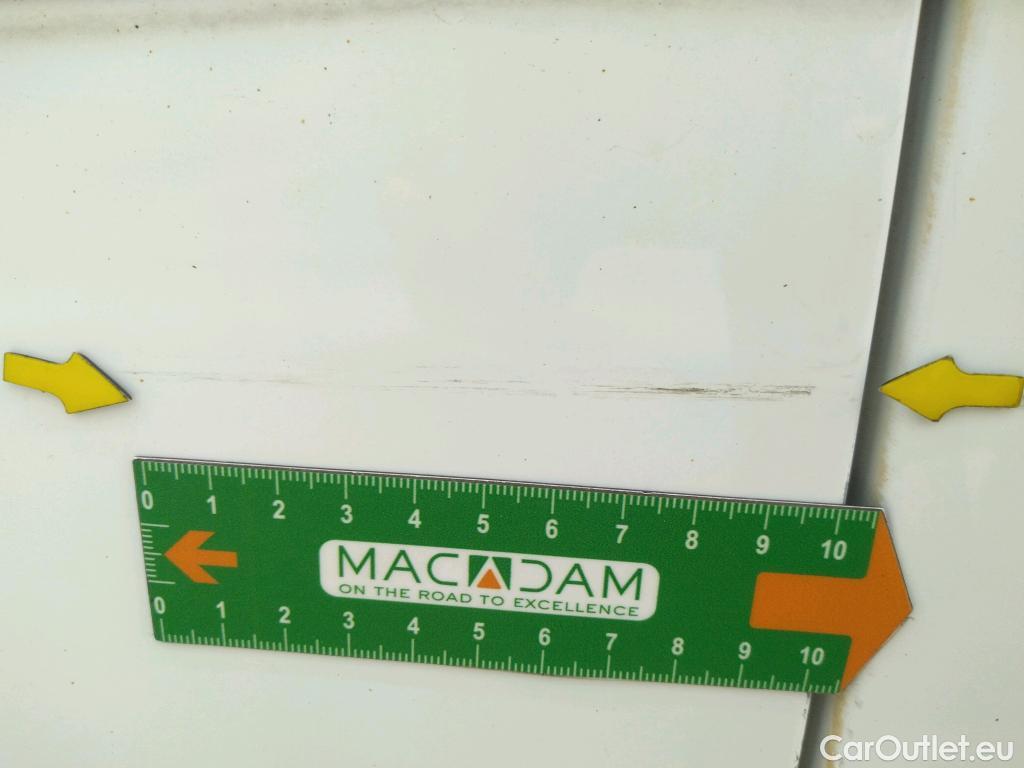 0 1 2 3 4 5 6 7 8 9 10
MACADAM
ON THE ROAD TO EXCELLENCE
0 1 2 3 4 5 6 7 8 9 10
CarOutlet.eu